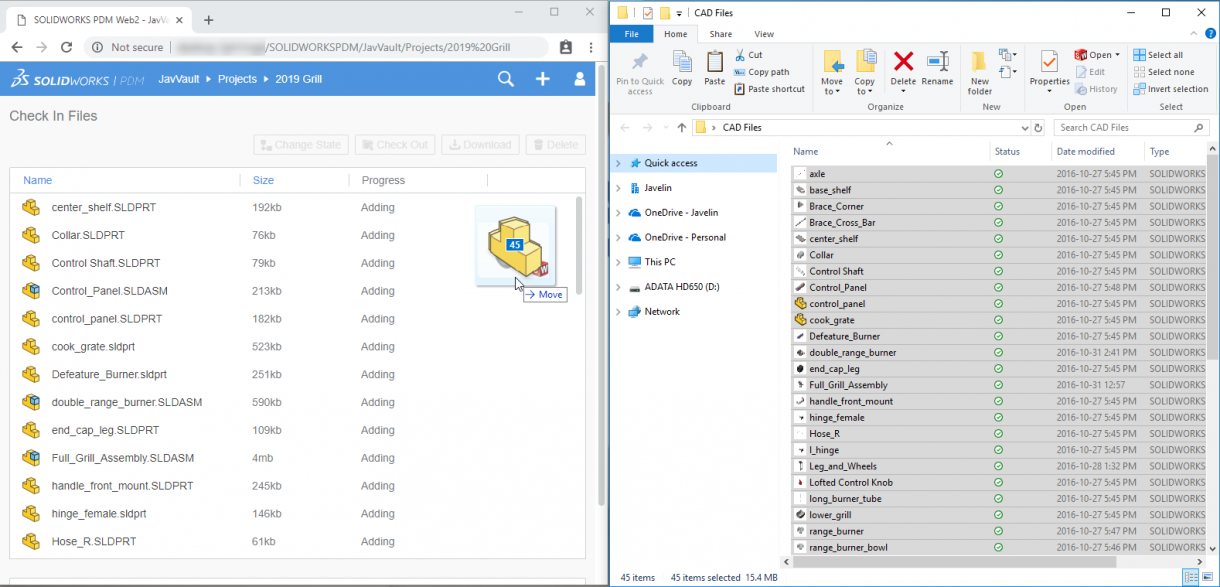 SOLIDWORKS PDM Web2 - JavV
Not secure
/SOLIDWORKSPDM/JavVault/Projects/2019%20Grill
SOLIDWORKS | PDM JavVault Projects 2019 Grill
Check In Files
Change State Check Out Download Delete
Name Size Progress
center_shelf.SLDPRT 192kb Adding
Collar.SLDPRT 76kb Adding
Control Shaft.SLDPRT 79kb Adding
Control_Panel.SLDASM 213kb Adding
control_panel.SLDPRT 182kb Adding
cook_grate.sldprt 523kb Adding
Defeature_Burner.sldprt 251kb Adding
double_range_burner.SLDASM 590kb Adding
end_cap_leg.SLDPRT 109kb Adding
Full_Grill_Assembly.SLDASM 4mb Adding
handle_front_mount.SLDPRT 245kb Adding
hinge_female.sldprt 146kb Adding
Hose_R.SLDPRT 61kb Adding
45
Move
CAD Files
File Home Share View
Pin to Quick access
Copy
Paste
Cut
Copy path
Paste shortcut
Clipboard
Move to
Copy to
Delete
Rename
Organize
New folder
New
Properties
Open
Edit
History
Open
Select all
Select none
Invert selection
Select
CAD Files
Search CAD Files
Quick access
Javelin
OneDrive - Javelin
OneDrive - Personal
This PC
ADATA HD650 (D:)
Network
Name Status Date modified Type
axle 2016-10-27 5:45 PM SOLIDWORKS
base_shelf 2016-10-27 5:45 PM SOLIDWORKS
Brace_Corner 2016-10-27 5:45 PM SOLIDWORKS
Brace_Cross_Bar 2016-10-27 5:45 PM SOLIDWORKS
center_shelf 2016-10-27 5:45 PM SOLIDWORKS
Collar 2016-10-27 5:45 PM SOLIDWORKS
Control Shaft 2016-10-27 5:45 PM SOLIDWORKS
Control_Panel 2016-10-27 5:48 PM SOLIDWORKS
control_panel 2016-10-27 5:45 PM SOLIDWORKS
cook_grate 2016-10-27 5:45 PM SOLIDWORKS
Defeature_Burner 2016-10-27 5:45 PM SOLIDWORKS
double_range_burner 2016-10-31 2:41 PM SOLIDWORKS
end_cap_leg 2016-10-27 5:45 PM SOLIDWORKS
Full_Grill_Assembly 2016-10-31 12:57 SOLIDWORKS
handle_front_mount 2016-10-27 5:45 PM SOLIDWORKS
hinge_female 2016-10-27 5:45 PM SOLIDWORKS
Hose_R 2016-10-27 5:45 PM SOLIDWORKS
I_hinge 2016-10-27 5:45 PM SOLIDWORKS
Leg_and_Wheels 2016-10-28 1:32 PM SOLIDWORKS
Lofted Control Knob 2016-10-27 5:45 PM SOLIDWORKS
long_burner_tube 2016-10-27 5:45 PM SOLIDWORKS
lower_grill 2016-10-27 5:45 PM SOLIDWORKS
range_burner 2016-10-27 5:47 PM SOLIDWORKS
range_burner_bowl 2016-10-27 5:46 PM SOLIDWORKS
45 items 45 items selected 15.4 MB